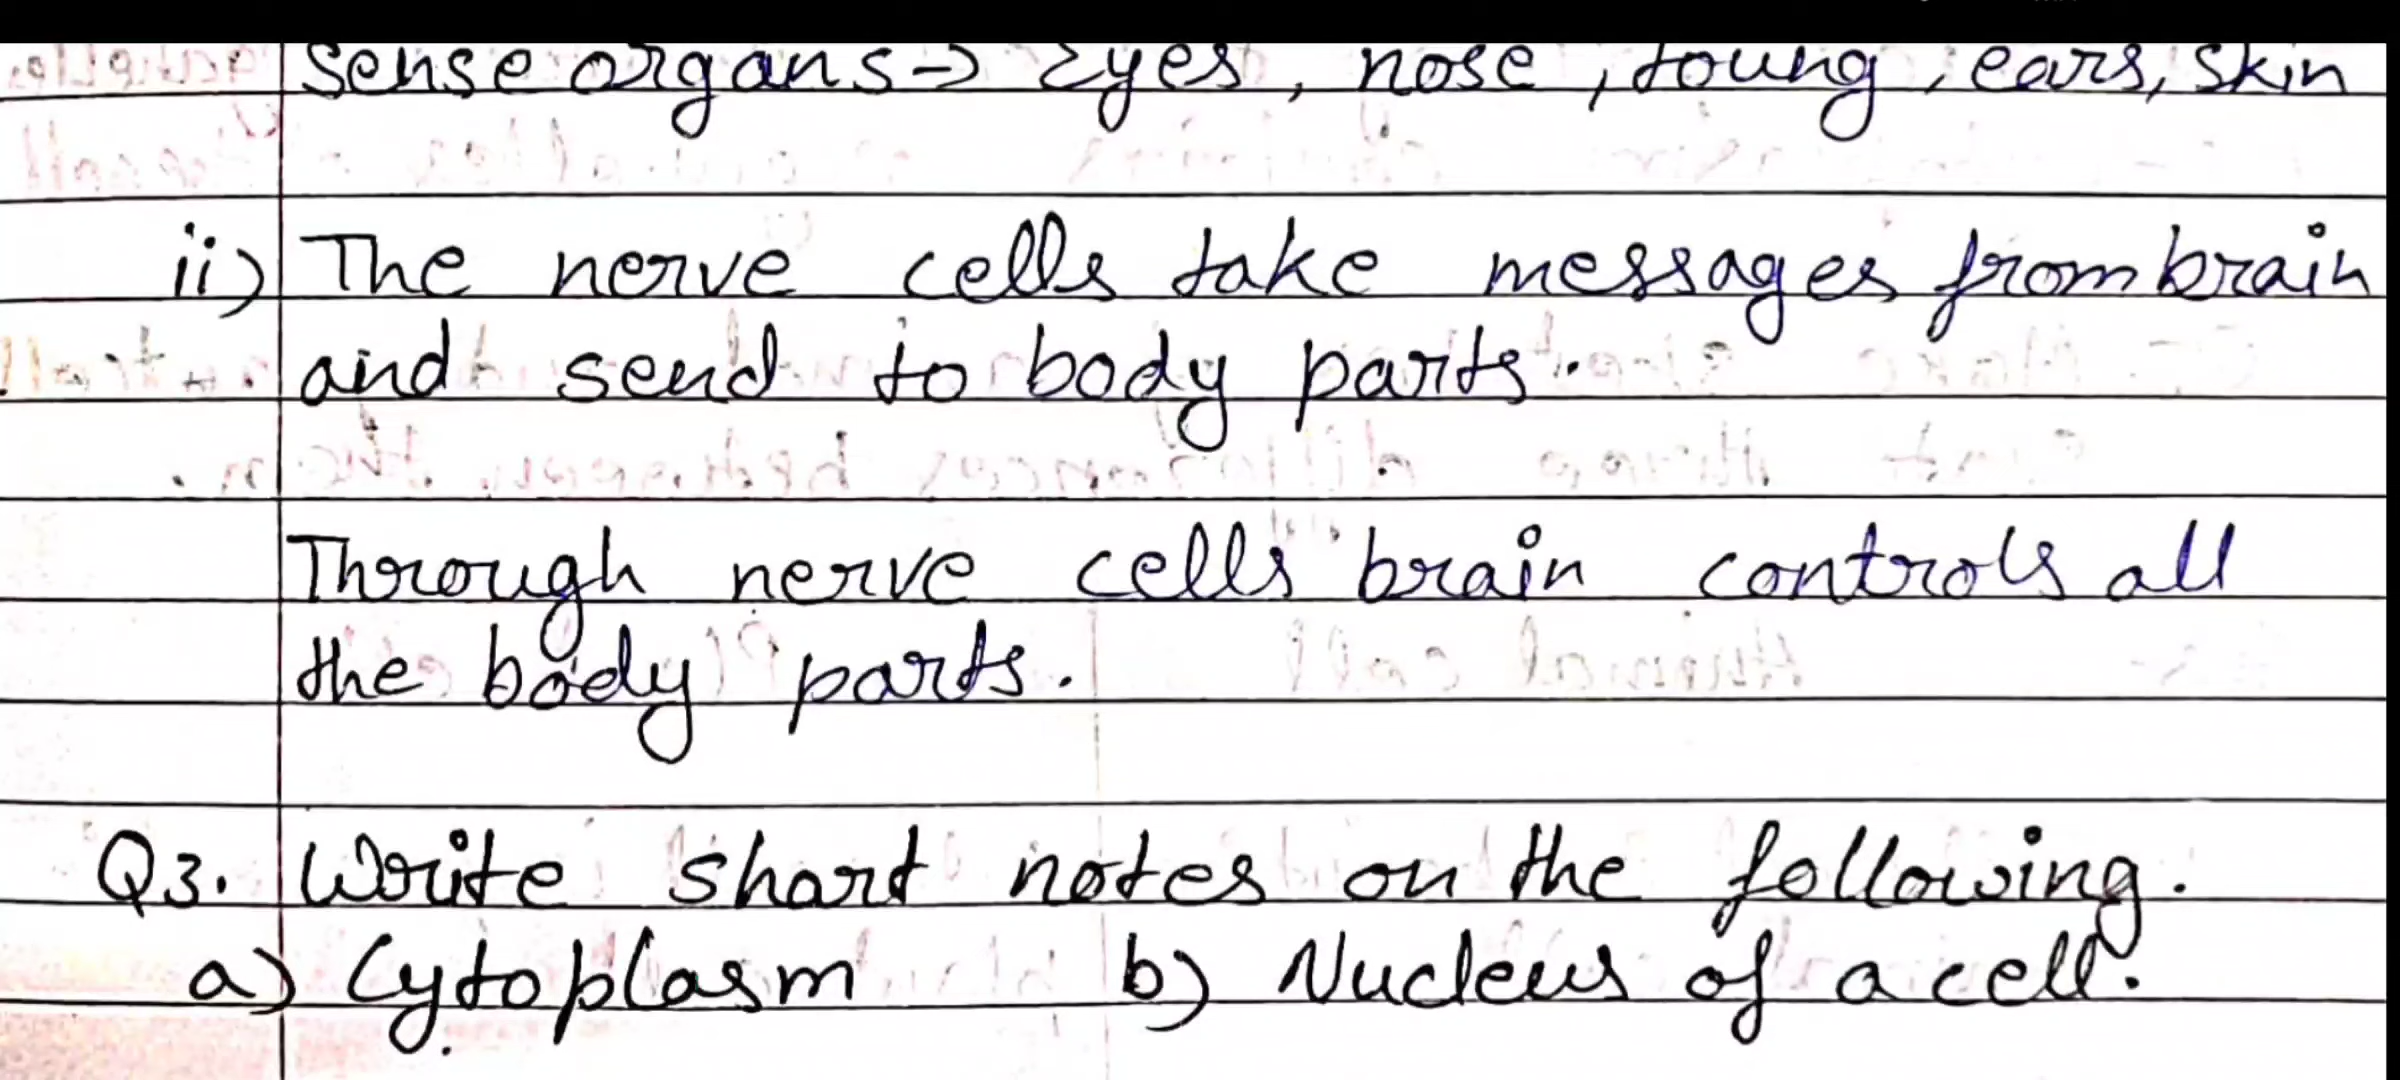 Sense organs → Eyes, nose, toung, ears, skin
ii) The nerve cells take messages from brain
and send to body parts.
Through nerve cells brain controls all
the body parts.
Q3. Write short notes on the following.
a) Cytoplasm b) Nucleus of a cell.